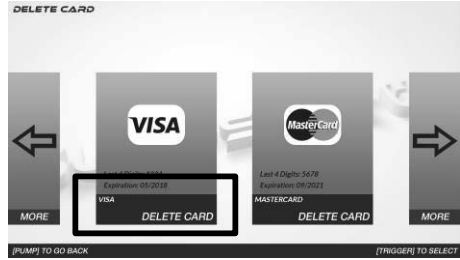 DELETE CARD
VISA
MasterCard
Last 4 Digits:
Last 4 Digits: 5678
Expiration: 05/2018
Expiration: 09/2021
VISA
MASTERCARD
MORE
DELETE CARD
DELETE CARD
MORE
[PUMP] TO GO BACK
[TRIGGER] TO SELECT